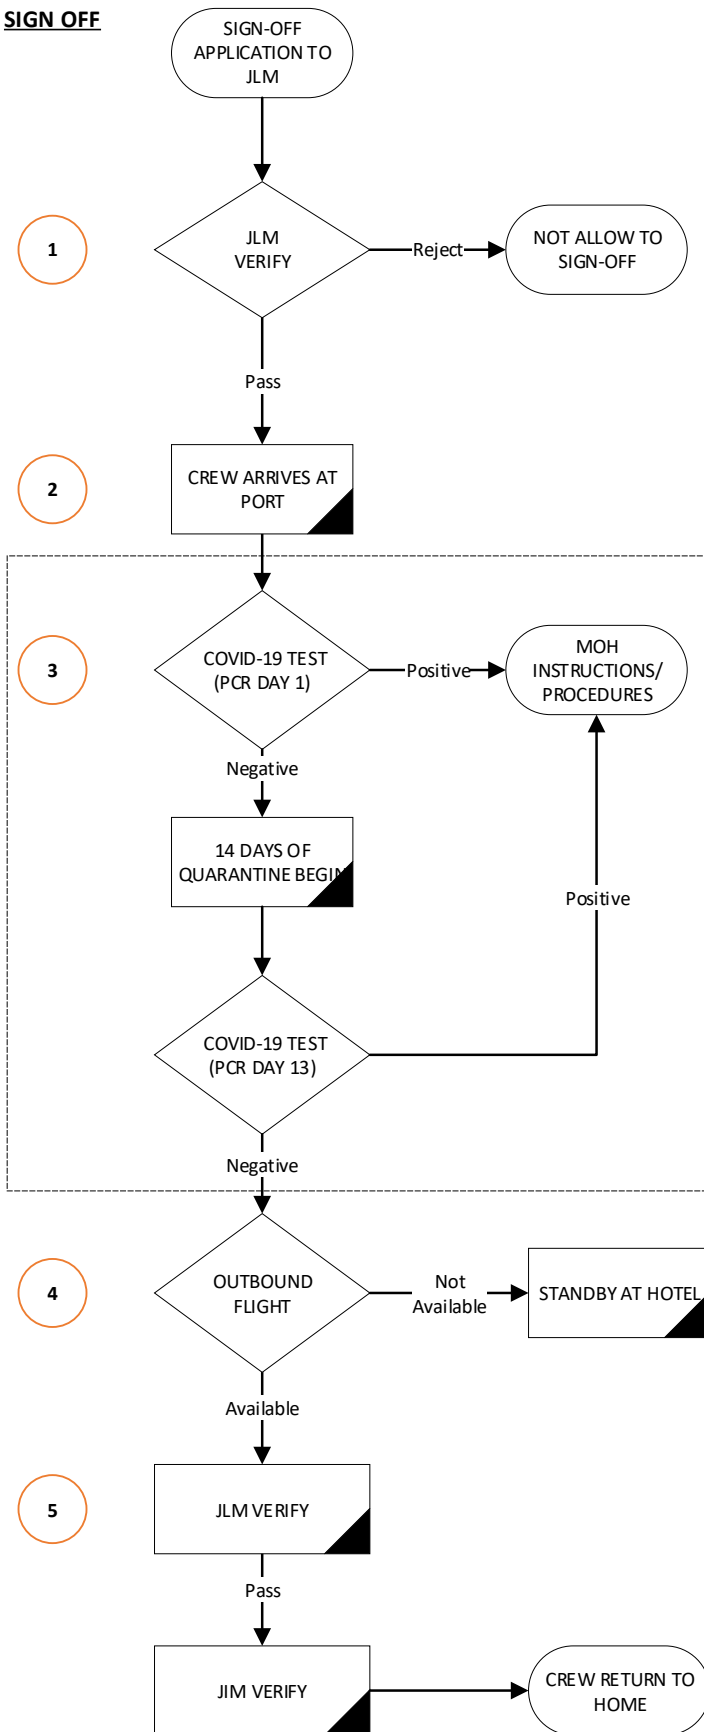 SIGN OFF
SIGN-OFF
APPLICATION TO
JLM
1
JLM
VERIFY
Reject
NOT ALLOW TO
SIGN-OFF
Pass
2
CREW ARRIVES AT
PORT
3
COVID-19 TEST
(PCR DAY 1)
Positive
MOH
INSTRUCTIONS/
PROCEDURES
Negative
14 DAYS OF
QUARANTINE BEGIN
Positive
COVID-19 TEST
(PCR DAY 13)
Negative
4
OUTBOUND
FLIGHT
Not
Available
STANDBY AT HOTEL
Available
5
JLM VERIFY
Pass
JIM VERIFY
CREW RETURN TO
HOME